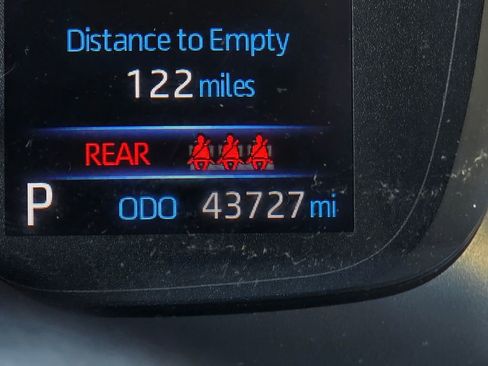 Distance to Empty
122 miles
REAR
P ODO 43727 mi